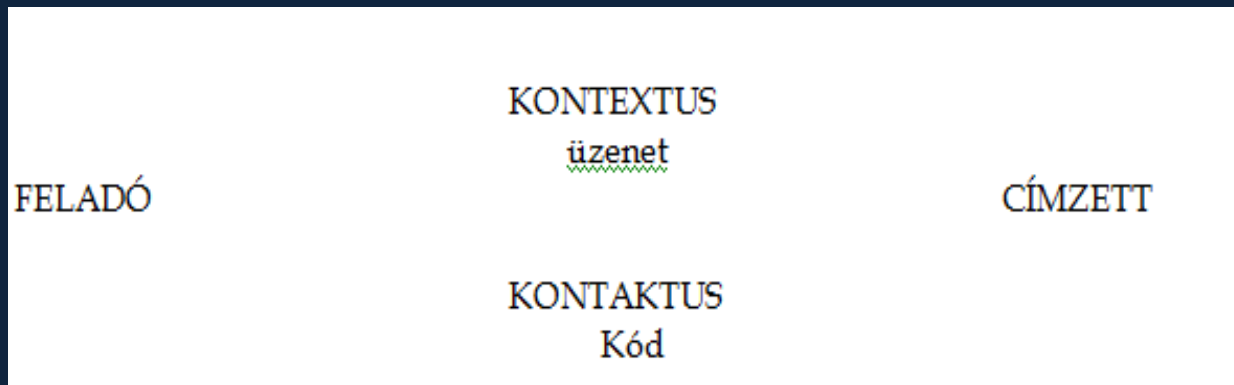 KONTEXTUS
üzenet
FELADÓ CÍMZETT
KONTAKTUS
Kód